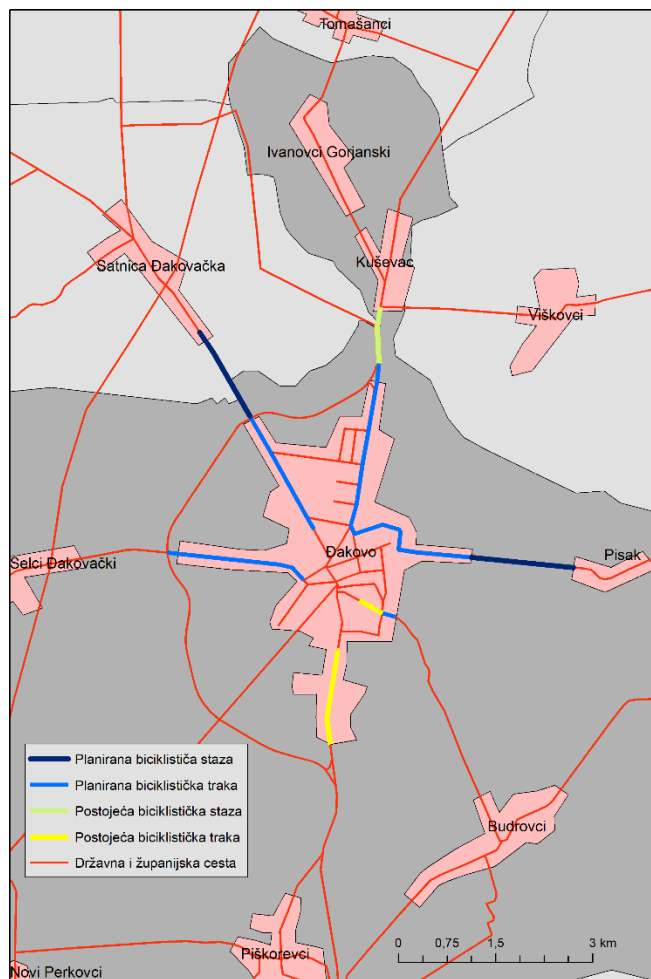 Tomašanci
Ivanovci Gorjanski
Kuševac
Satnica Đakovačka
Viškovci
Đakovo
Selci Đakovački
Pisak
Planirana biciklističa staza
Planirana biciklistička traka
Postojeća biciklistička staza
Postojeća biciklistička traka
Državna i županijska cesta
Budrovci
0 0,75 1,5 3 km
Piškorevci
Novi Perkovci